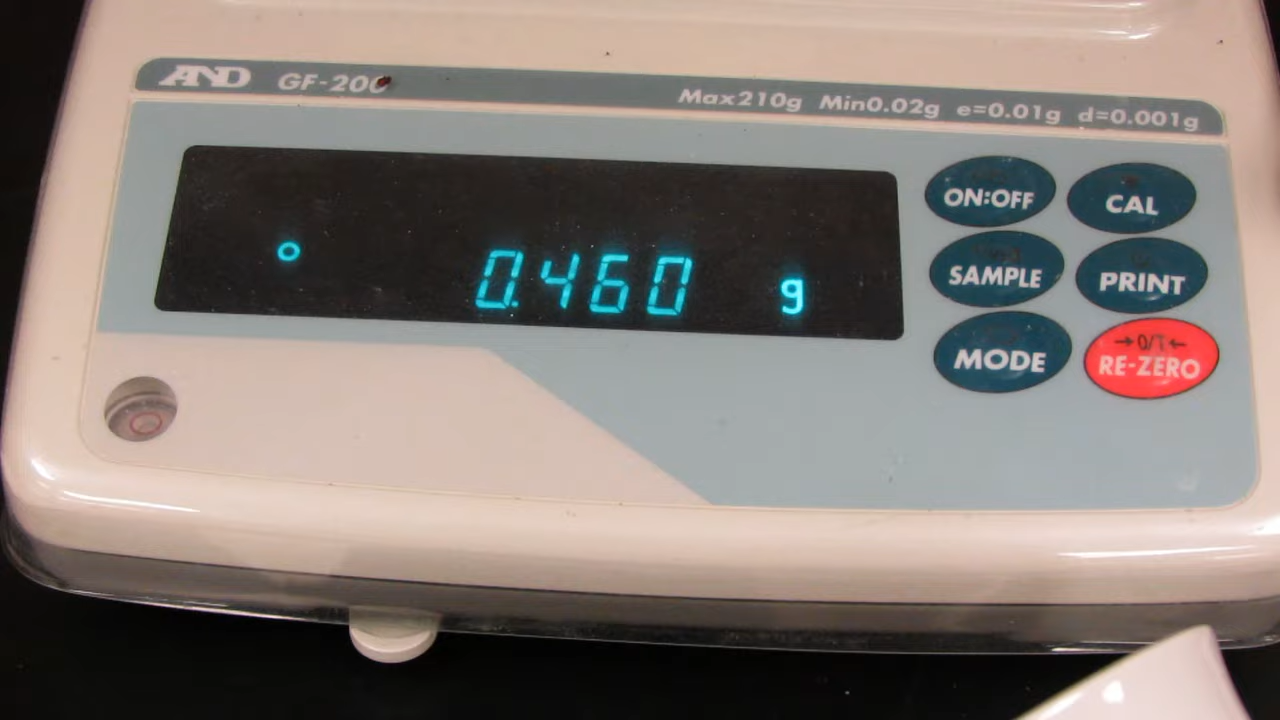 AND GF-200 Max210g Min0.02g e=0.01g d=0.001g
0.460 g
ON:OFF CAL
SAMPLE PRINT
MODE →0/T← RE-ZERO